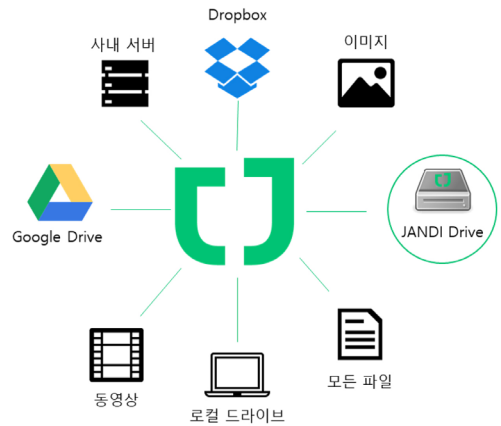 Dropbox
사내 서버
이미지
Google Drive
JANDI Drive
동영상
로컬 드라이브
모든 파일